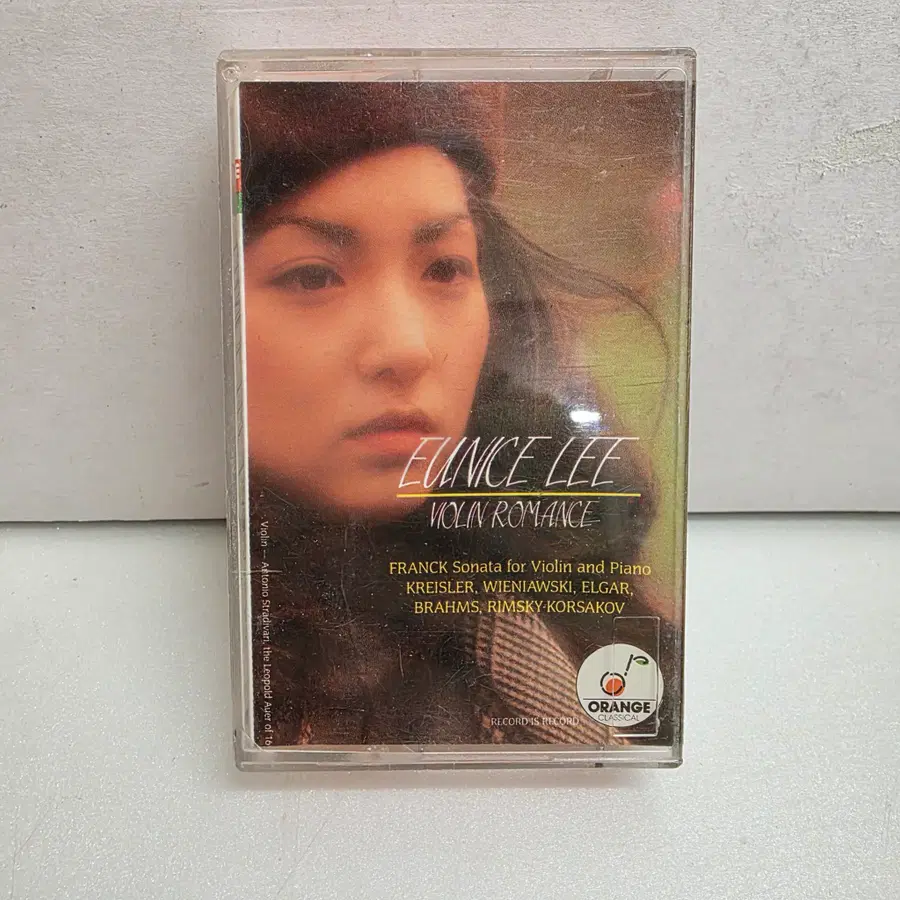 EUNICE LEE
VIOLIN ROMANCE
FRANCK Sonata for Violin and Piano
KREISLER, WIENIAWSKI, ELGAR,
BRAHMS, RIMSKY-KORSAKOV
Violin — Antonio Stradivari, the Leopold Auer of 16
RECORD IS RECORD
ORANGE
CLASSICAL